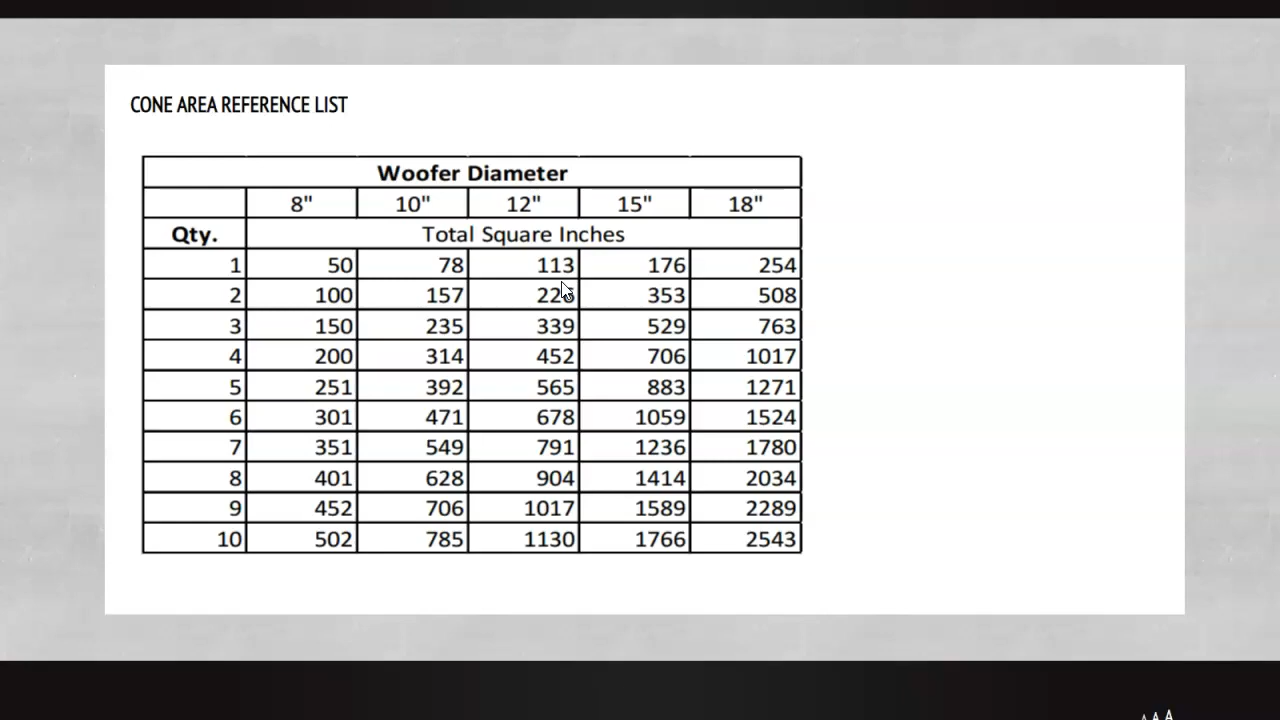 CONE AREA REFERENCE LIST
Woofer Diameter
8" 10" 12" 15" 18"
Qty. Total Square Inches
1 50 78 113 176 254
2 100 157 226 353 508
3 150 235 339 529 763
4 200 314 452 706 1017
5 251 392 565 883 1271
6 301 471 678 1059 1524
7 351 549 791 1236 1780
8 401 628 904 1414 2034
9 452 706 1017 1589 2289
10 502 785 1130 1766 2543